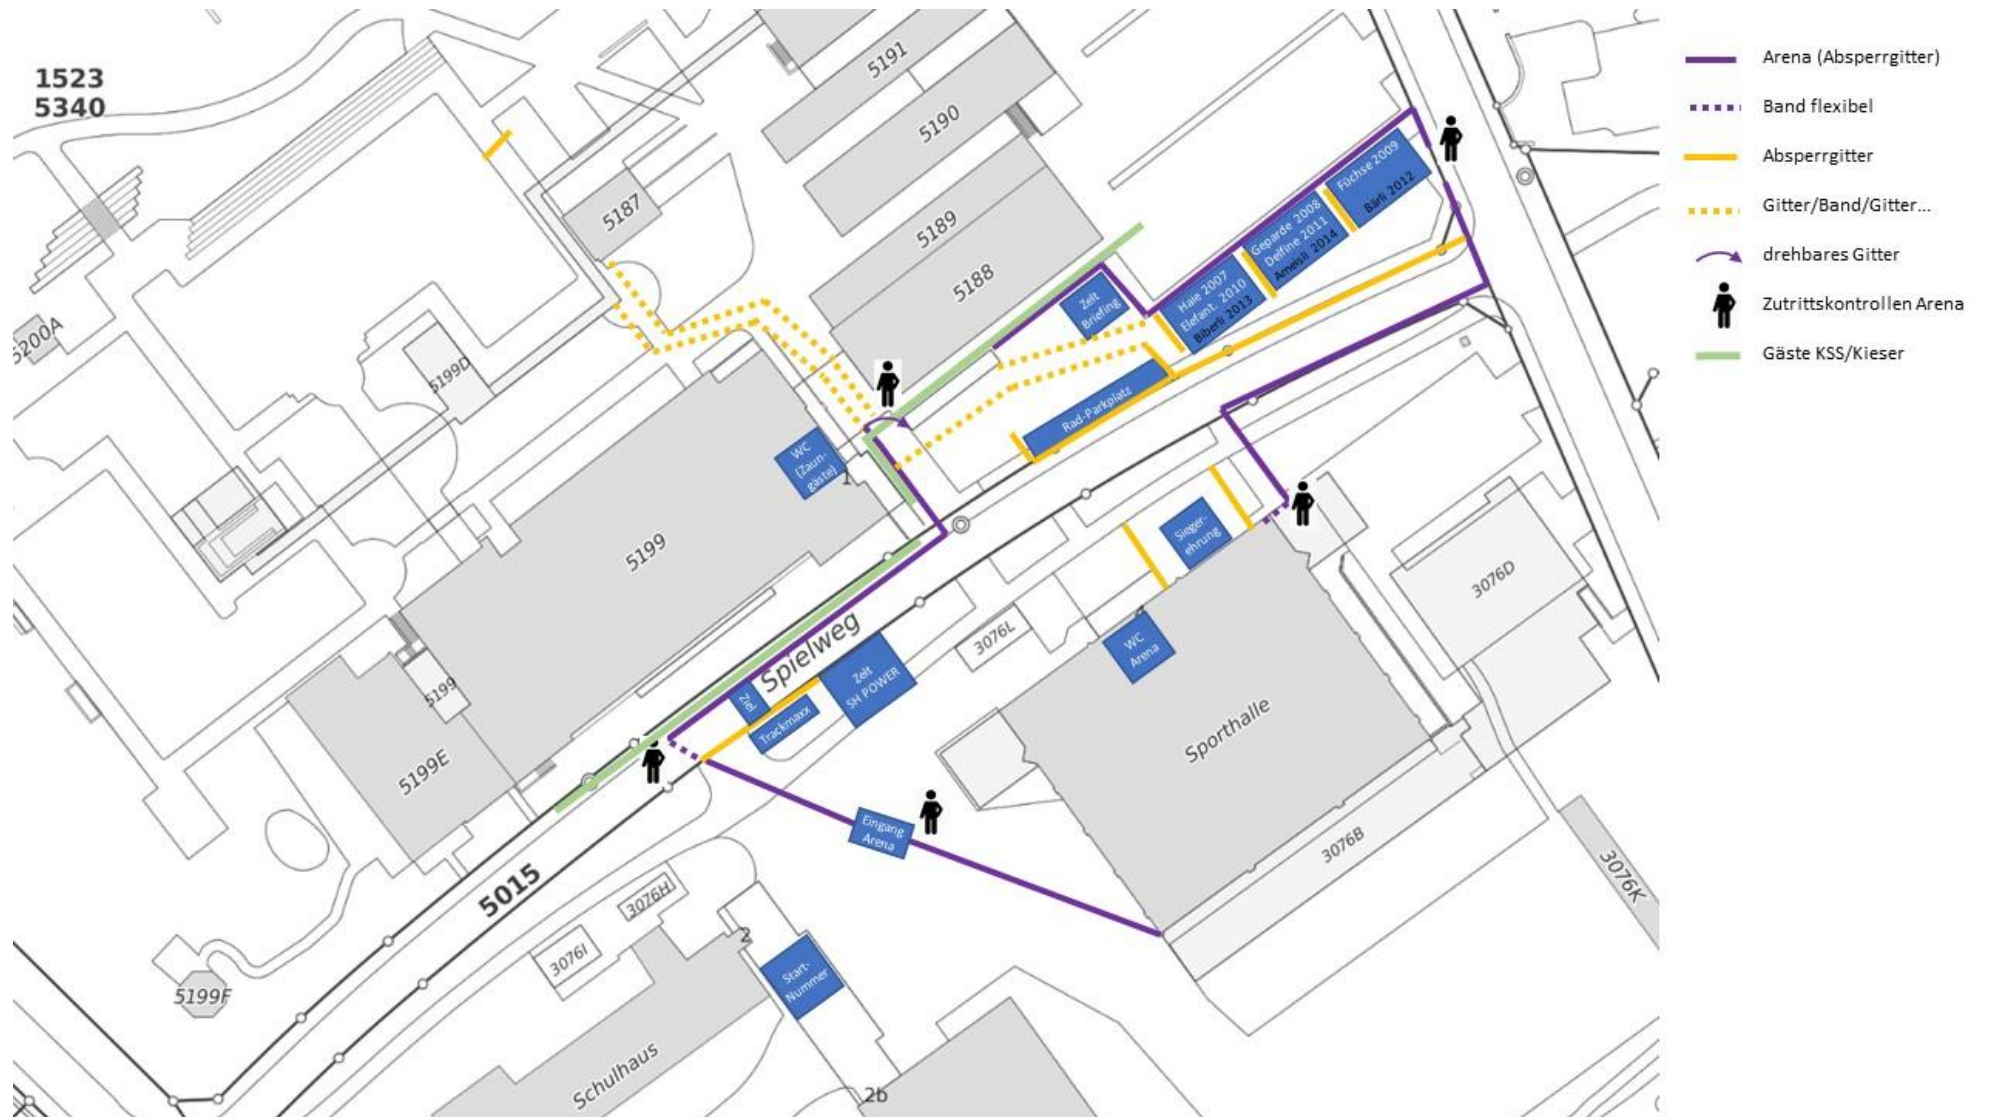 1523
5340
5191
5190
5189
5188
5187
5200A
5199D
5199
5199
5199E
5199F
5015
Spielweg
1
WC
(Zaun-
gäste)
Zelt
Briefing
Haie 2007
Elefant. 2010
Biberli 2013
Geparde 2008
Delfine 2011
Ameisli 2014
Füchse 2009
Bärli 2012
Rad-Parkplatz
Sieger-
ehrung
WC
Arena
4
Ziel
Trackmaxx
Zelt
SH POWER
Eingang
Arena
Start-
Nummer
3076L
3076D
Sporthalle
3076B
3076K
3076H
3076I
2
Schulhaus
2b
Arena (Absperrgitter)
Band flexibel
Absperrgitter
Gitter/Band/Gitter...
drehbares Gitter
Zutrittskontrollen Arena
Gäste KSS/Kieser